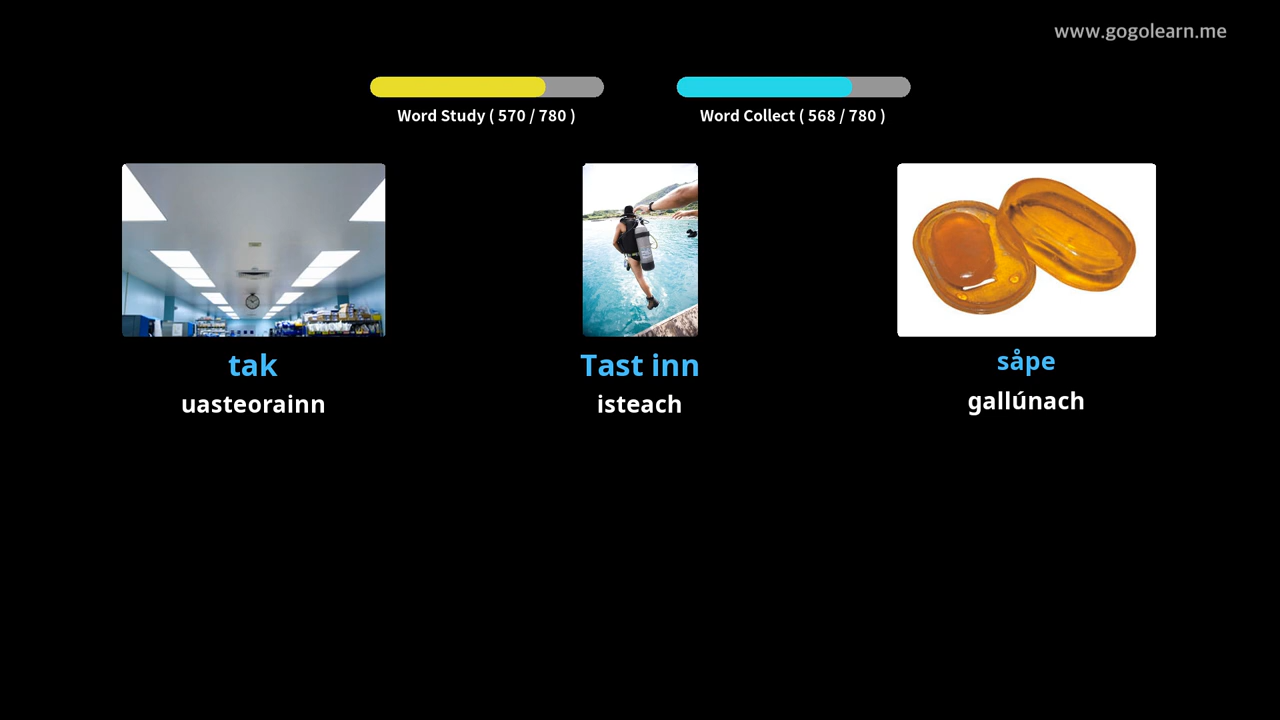 www.gogolearn.me
Word Study ( 570 / 780 )
Word Collect ( 568 / 780 )
tak
uasteorainn
Tast inn
isteach
såpe
gallúnach